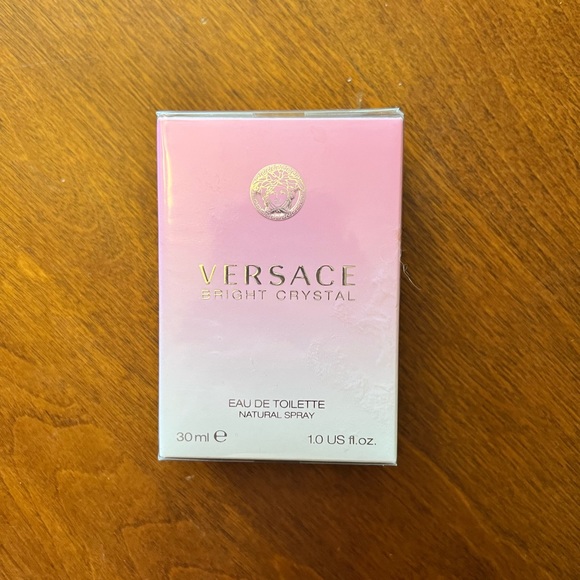 VERSACE
BRIGHT CRYSTAL
EAU DE TOILETTE
NATURAL SPRAY
30 ml ℮ 1.0 US fl.oz.